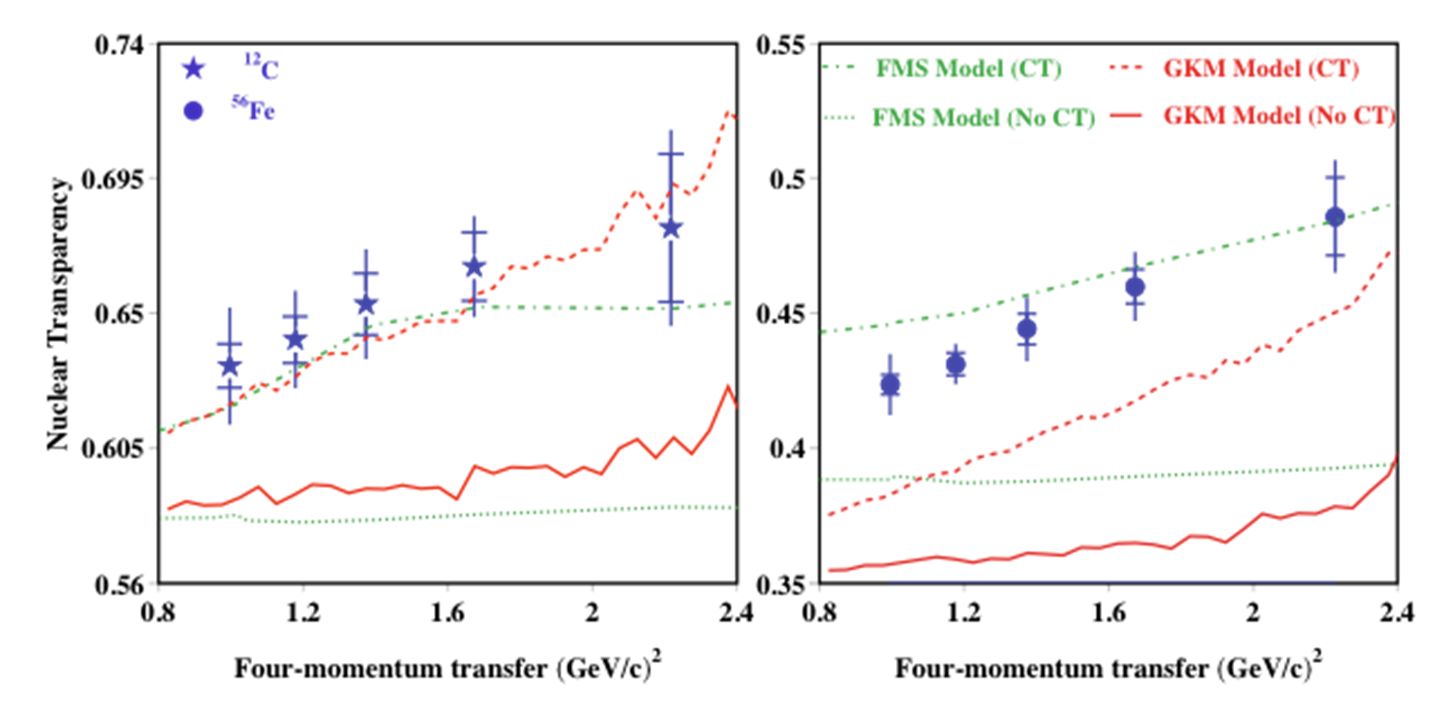 Nuclear Transparency
0.74
0.695
0.65
0.605
0.56
¹²C
⁵⁶Fe
0.8 1.2 1.6 2 2.4
Four-momentum transfer (GeV/c)²
0.55
0.5
0.45
0.4
0.35
FMS Model (CT) GKM Model (CT)
FMS Model (No CT) GKM Model (No CT)
0.8 1.2 1.6 2 2.4
Four-momentum transfer (GeV/c)²